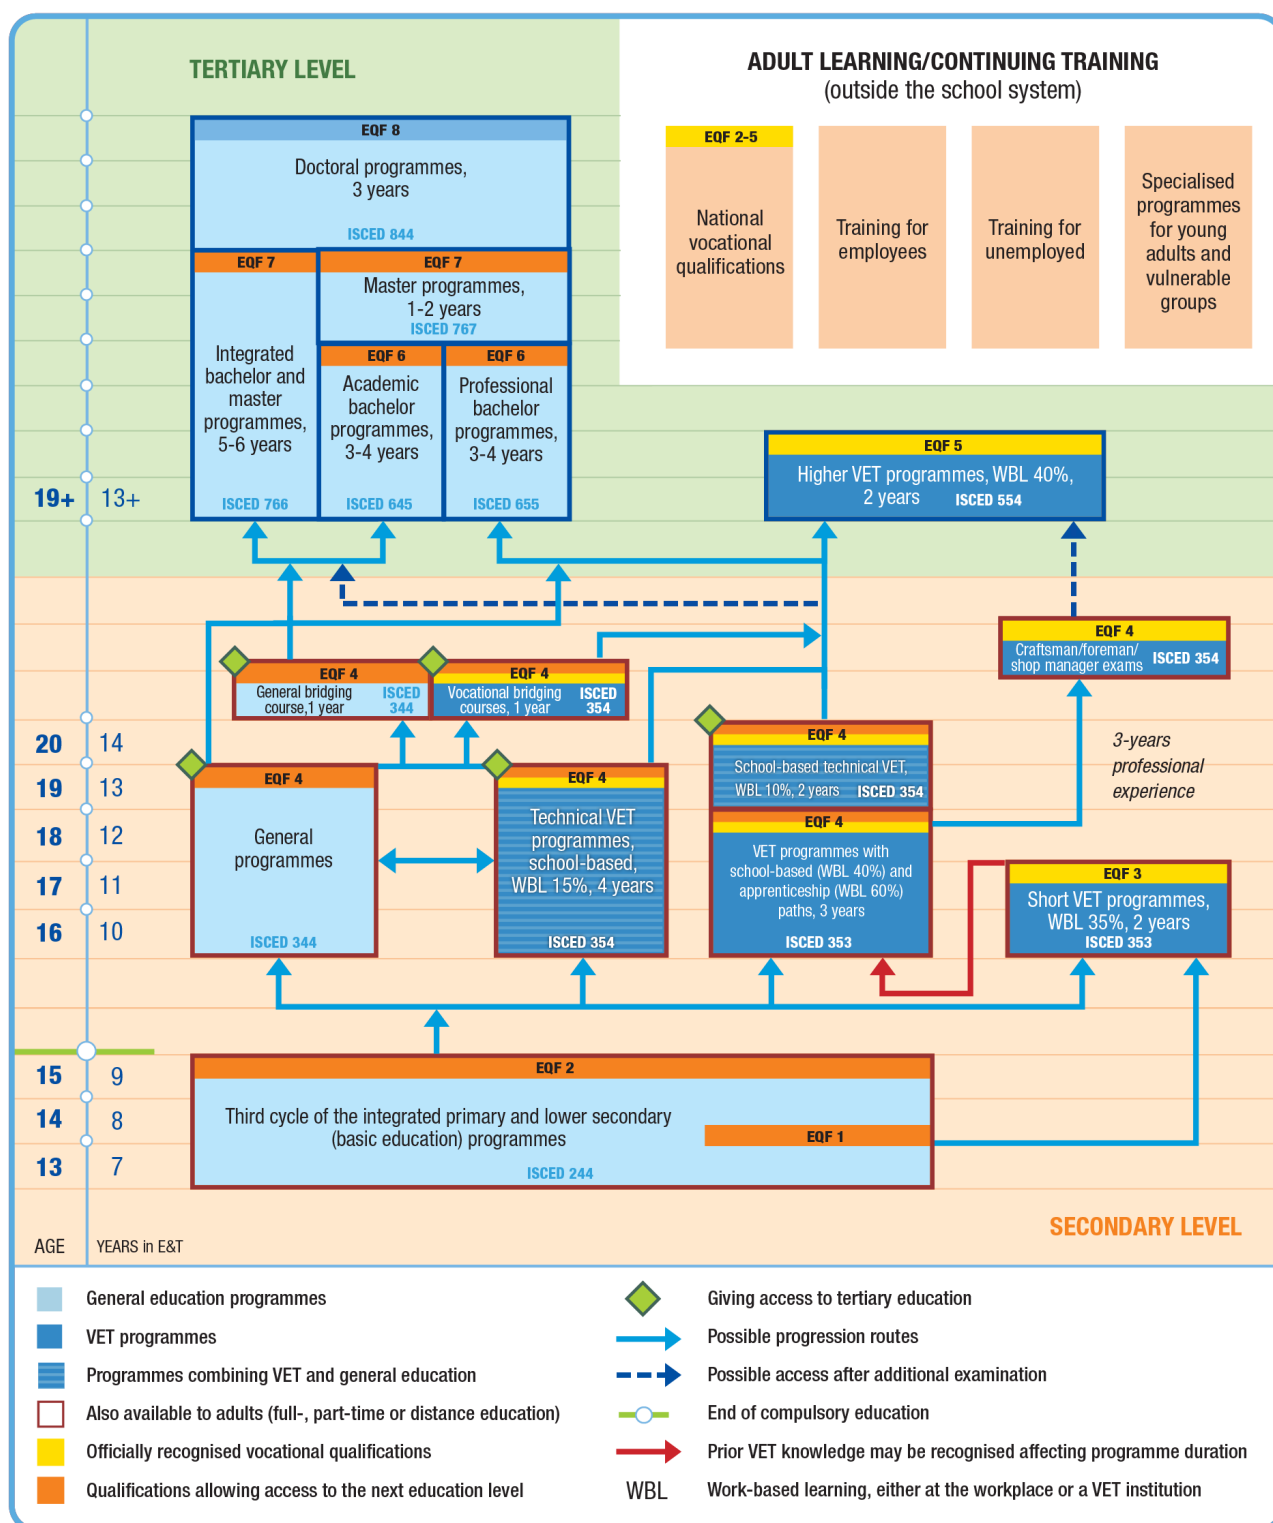 TERTIARY LEVEL
ADULT LEARNING/CONTINUING TRAINING
(outside the school system)
EQF 2-5
National
vocational
qualifications
Training for
employees
Training for
unemployed
Specialised
programmes
for young
adults and
vulnerable
groups
EQF 8
Doctoral programmes,
3 years
ISCED 844
EQF 7
Integrated
bachelor and
master
programmes,
5-6 years
ISCED 766
EQF 7
Master programmes,
1-2 years
ISCED 767
EQF 6
Academic
bachelor
programmes,
3-4 years
ISCED 645
EQF 6
Professional
bachelor
programmes,
3-4 years
ISCED 655
EQF 5
Higher VET programmes, WBL 40%,
2 years ISCED 554
19+ 13+
EQF 4
Craftsman/foreman/
shop manager exams
ISCED 354
EQF 4
General bridging
course,1 year
ISCED
344
EQF 4
Vocational bridging
courses, 1 year
ISCED
354
20 14
19 13
18 12
17 11
16 10
EQF 4
School-based technical VET,
WBL 10%, 2 years ISCED 354
3-years
professional
experience
EQF 4
General
programmes
ISCED 344
EQF 4
Technical VET
programmes,
school-based,
WBL 15%, 4 years
ISCED 354
EQF 4
VET programmes with
school-based (WBL 40%) and
apprenticeship (WBL 60%)
paths, 3 years
ISCED 353
EQF 3
Short VET programmes,
WBL 35%, 2 years
ISCED 353
15 9
14 8
13 7
EQF 2
Third cycle of the integrated primary and lower secondary
(basic education) programmes
EQF 1
ISCED 244
SECONDARY LEVEL
AGE YEARS in E&T
General education programmes
VET programmes
Programmes combining VET and general education
Also available to adults (full-, part-time or distance education)
Officially recognised vocational qualifications
Qualifications allowing access to the next education level
Giving access to tertiary education
Possible progression routes
Possible access after additional examination
End of compulsory education
Prior VET knowledge may be recognised affecting programme duration
WBL Work-based learning, either at the workplace or a VET institution